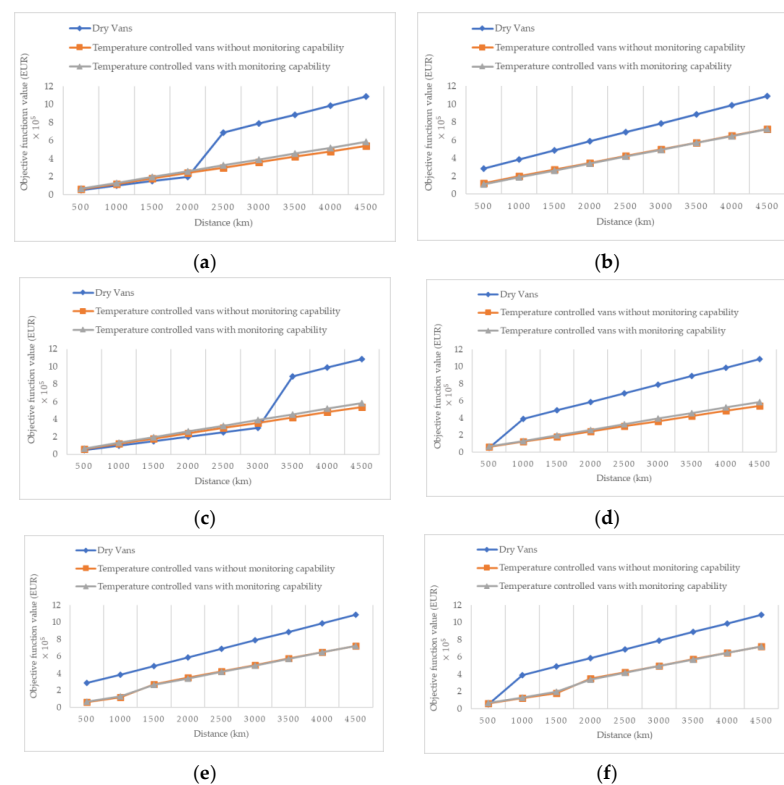 Dry Vans
Temperature controlled vans without monitoring capability
Temperature controlled vans with monitoring capability
Objective functionn value (EUR)
× 10⁵
12
10
8
6
4
2
0
500 1000 1500 2000 2500 3000 3500 4000 4500
Distance (km)
(a)
Dry Vans
Temperature controlled vans without monitoring capability
Temperature controlled vans with monitoring capability
Objective function value (EUR)
× 10⁵
12
10
8
6
4
2
0
500 1000 1500 2000 2500 3000 3500 4000 4500
Distance (km)
(b)
Dry Vans
Temperature controlled vans without monitoring capability
Temperature controlled vans with monitoring capability
Objective function value (EUR)
× 10⁵
12
10
8
6
4
2
0
500 1000 1500 2000 2500 3000 3500 4000 4500
Distance (km)
(c)
Dry Vans
Temperature controlled vans without monitoring capability
Temperature controlled vans with monitoring capability
Objective function value (EUR)
× 10⁵
12
10
8
6
4
2
0
500 1000 1500 2000 2500 3000 3500 4000 4500
Distance (km)
(d)
Dry Vans
Temperature controlled vans without monitoring capability
Temperature controlled vans with monitoring capability
Objective function value (EUR)
× 10⁵
12
10
8
6
4
2
0
500 1000 1500 2000 2500 3000 3500 4000 4500
Distance (km)
(e)
Dry Vans
Temperature controlled vans without monitoring capability
Temperature controlled vans with monitoring capability
Objective function value (EUR)
× 10⁵
12
10
8
6
4
2
0
500 1000 1500 2000 2500 3000 3500 4000 4500
Distance (km)
(f)